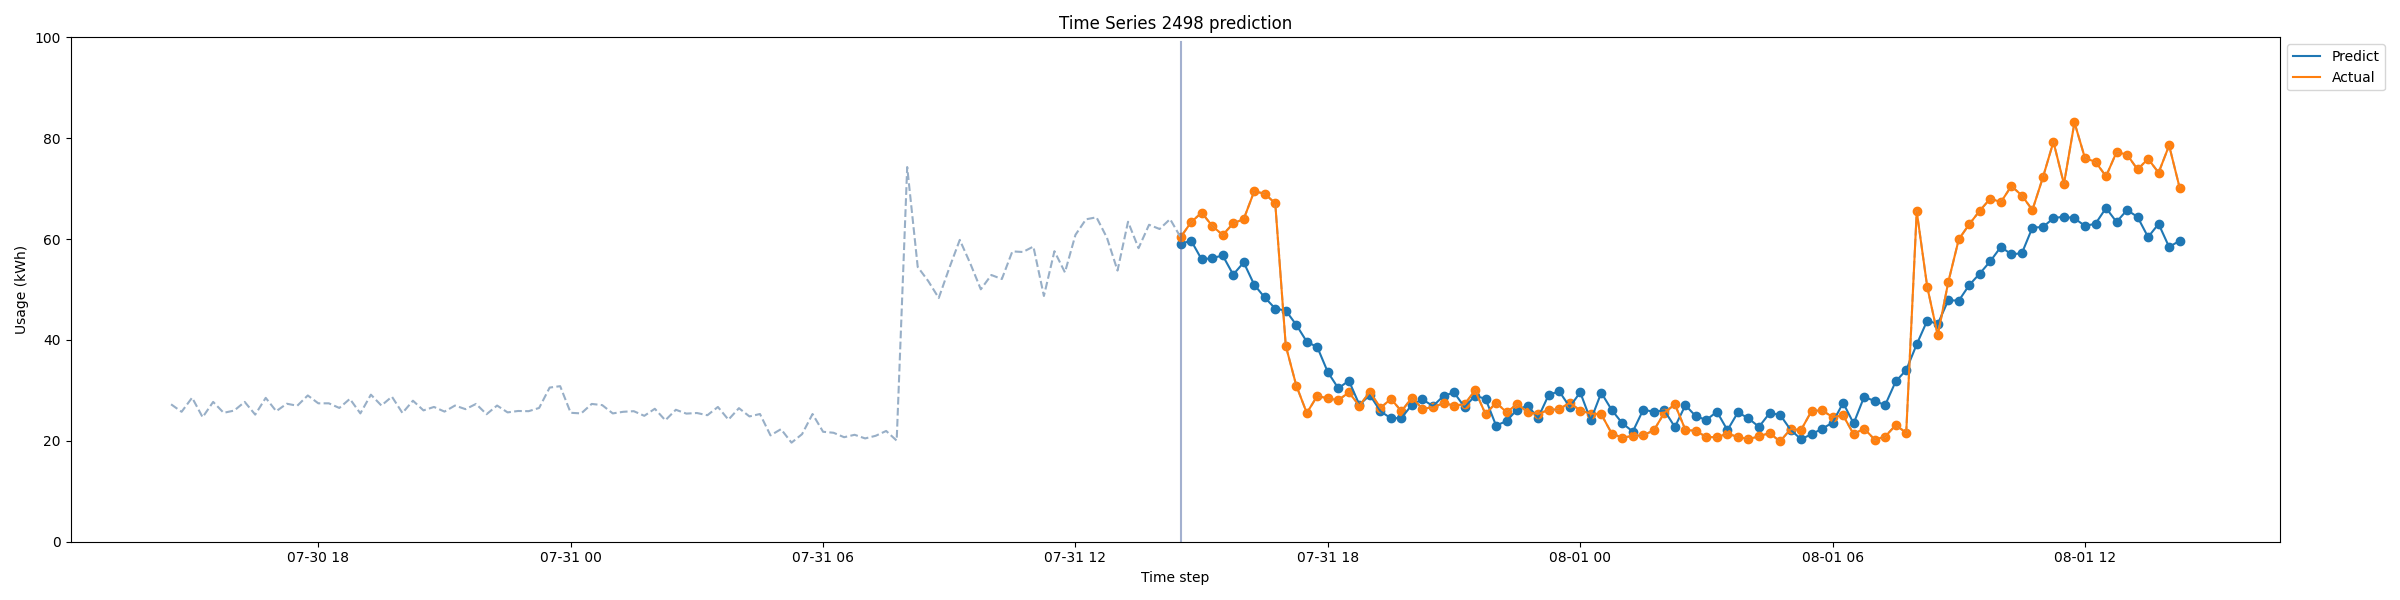 Time Series 2498 prediction
100
80
60
40
20
0
Usage (kWh)
07-30 18
07-31 00
07-31 06
07-31 12
07-31 18
08-01 00
08-01 06
08-01 12
Time step
Predict
Actual